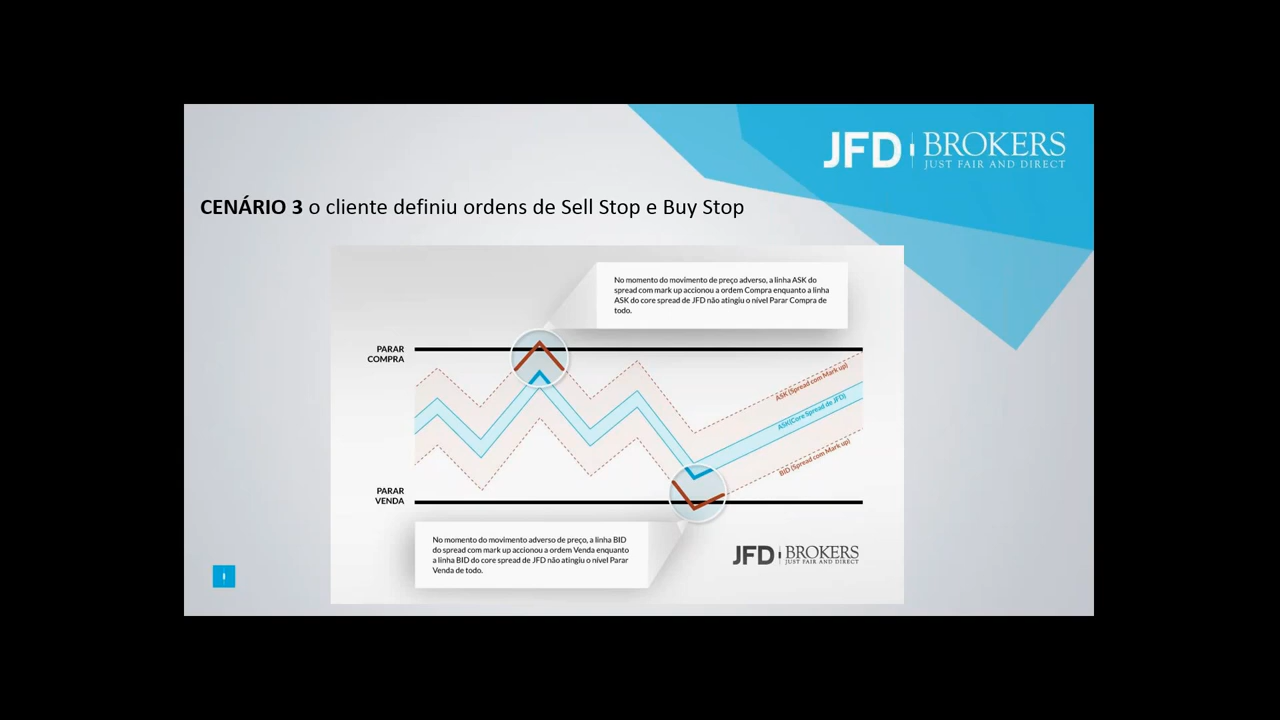 JFD BROKERS
JUST FAIR AND DIRECT
CENÁRIO 3 o cliente definiu ordens de Sell Stop e Buy Stop
No momento do movimento de preço adverso, a linha ASK do
spread com mark up accionou a ordem Compra enquanto a linha
ASK do core spread de JFD não atingiu o nível Parar Compra de
todo.
PARAR
COMPRA
ASK (Spread com Mark up)
ASK(Core Spread de JFD)
BID (Spread com Mark up)
PARAR
VENDA
No momento do movimento adverso de preço, a linha BID
do spread com mark up accionou a ordem Venda enquanto
a linha BID do core spread de JFD não atingiu o nível Parar
Venda de todo.
JFD BROKERS
JUST FAIR AND DIRECT